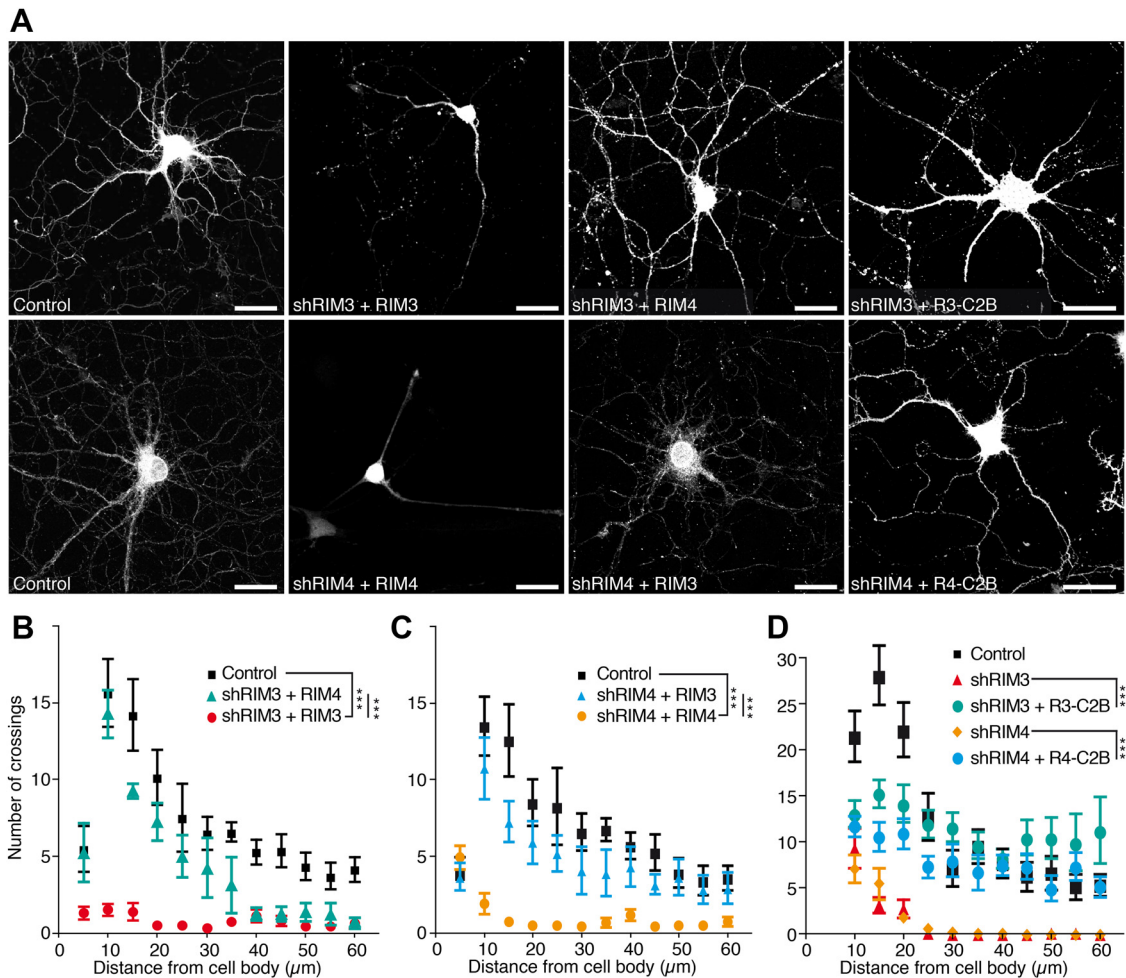 A
Control
shRIM3 + RIM3
shRIM3 + RIM4
shRIM3 + R3-C2B
Control
shRIM4 + RIM4
shRIM4 + RIM3
shRIM4 + R4-C2B
B
Number of crossings
15
10
5
0
0
10
20
30
40
50
60
Distance from cell body (µm)
Control
shRIM3 + RIM4
shRIM3 + RIM3
***
***
C
15
10
5
0
0
10
20
30
40
50
60
Distance from cell body (µm)
Control
shRIM4 + RIM3
shRIM4 + RIM4
***
***
D
30
25
20
15
10
5
0
0
10
20
30
40
50
60
Distance from cell body (µm)
Control
shRIM3
shRIM3 + R3-C2B
shRIM4
shRIM4 + R4-C2B
***
***